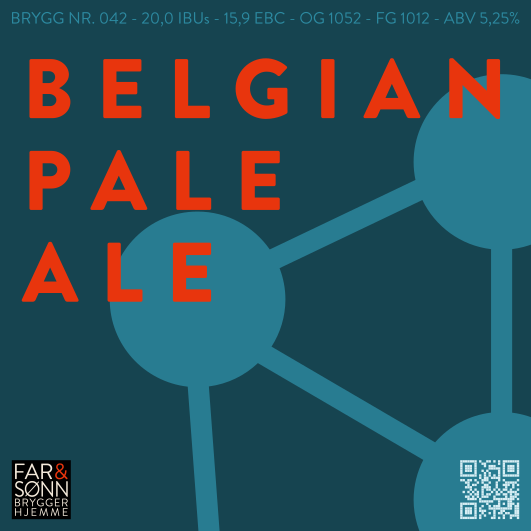 BRYGG NR. 042 - 20,0 IBUs - 15,9 EBC - OG 1052 - FG 1012 - ABV 5,25%
BELGIAN
PALE
ALE
FAR&
SØNN
BRYGGER
HJEMME